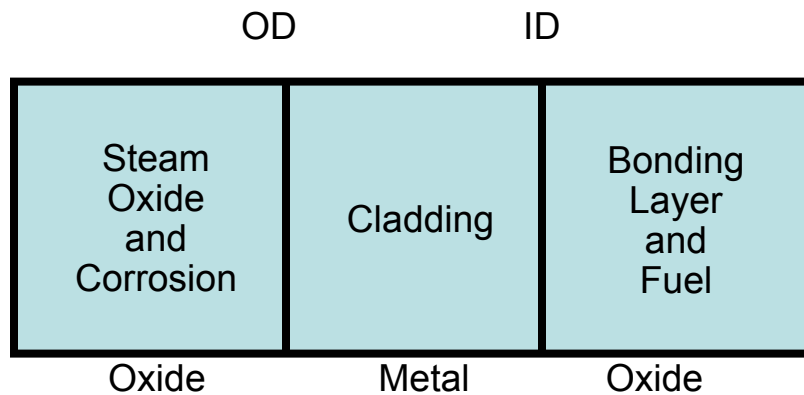 OD ID
Steam
Oxide
and
Corrosion
Cladding
Bonding
Layer
and
Fuel
Oxide Metal Oxide